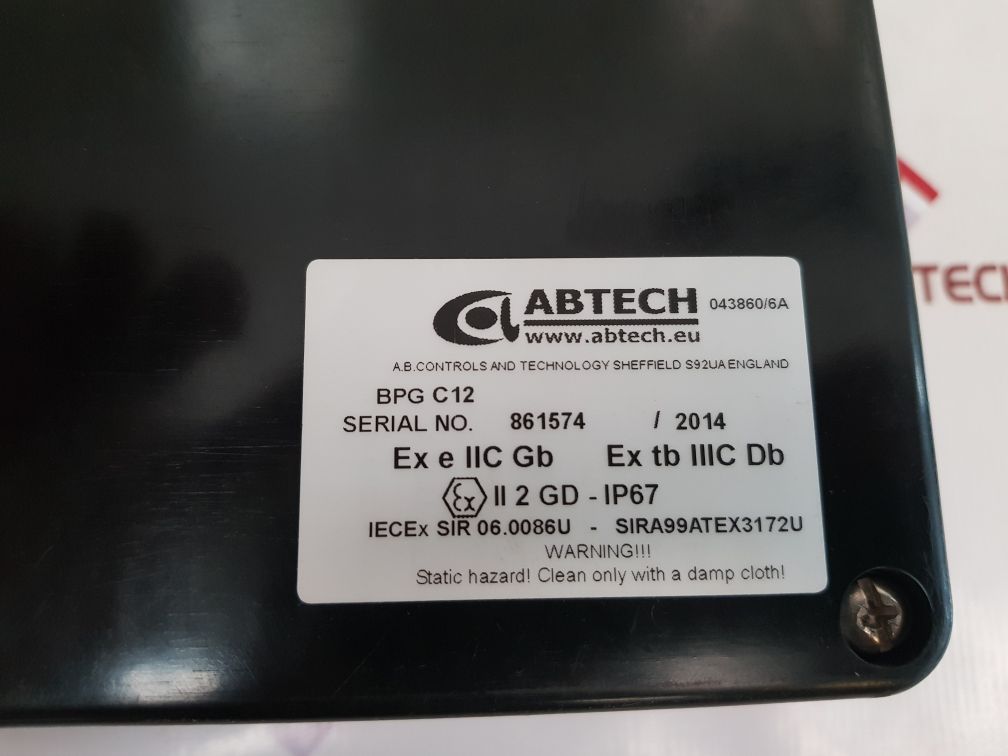 ABTECH 043860/6A
www.abtech.eu
A.B.CONTROLS AND TECHNOLOGY SHEFFIELD S92UA ENGLAND
BPG C12
SERIAL NO. 861574 / 2014
Ex e IIC Gb Ex tb IIIC Db
Ex II 2 GD - IP67
IECEx SIR 06.0086U - SIRA99ATEX3172U
WARNING!!!
Static hazard! Clean only with a damp cloth!
TECH